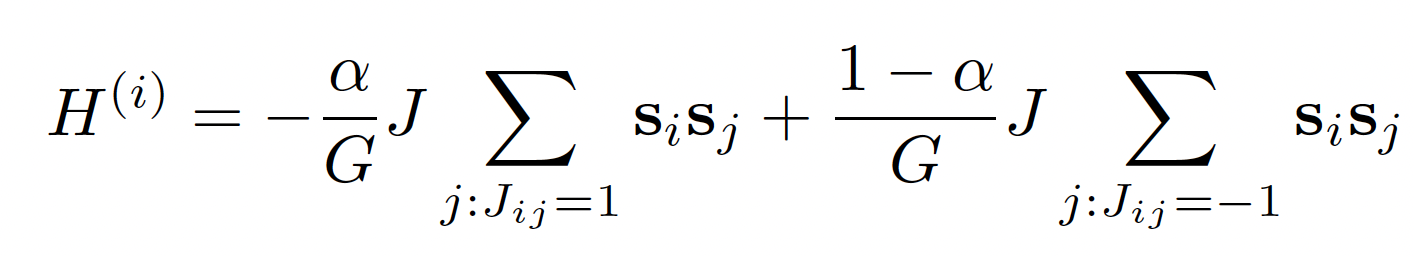 $H^{(i)} = -\frac{\alpha}{G} J \sum_{j:J_{ij}=1} \mathbf{s}_i \mathbf{s}_j + \frac{1-\alpha}{G} J \sum_{j:J_{ij}=-1} \mathbf{s}_i \mathbf{s}_j$